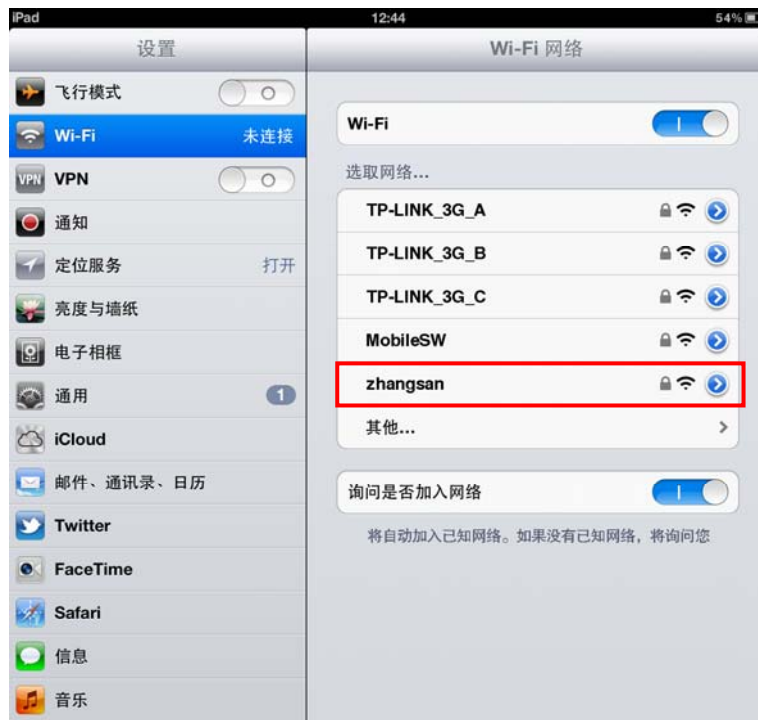 iPad 12:44 54%
设置
Wi-Fi 网络
飞行模式
Wi-Fi 未连接
VPN VPN
通知
定位服务 打开
亮度与墙纸
电子相框
通用 1
iCloud
邮件、通讯录、日历
Twitter
FaceTime
Safari
信息
音乐
Wi-Fi
选取网络...
TP-LINK_3G_A
TP-LINK_3G_B
TP-LINK_3G_C
MobileSW
zhangsan
其他...
询问是否加入网络
将自动加入已知网络。如果没有已知网络，将询问您